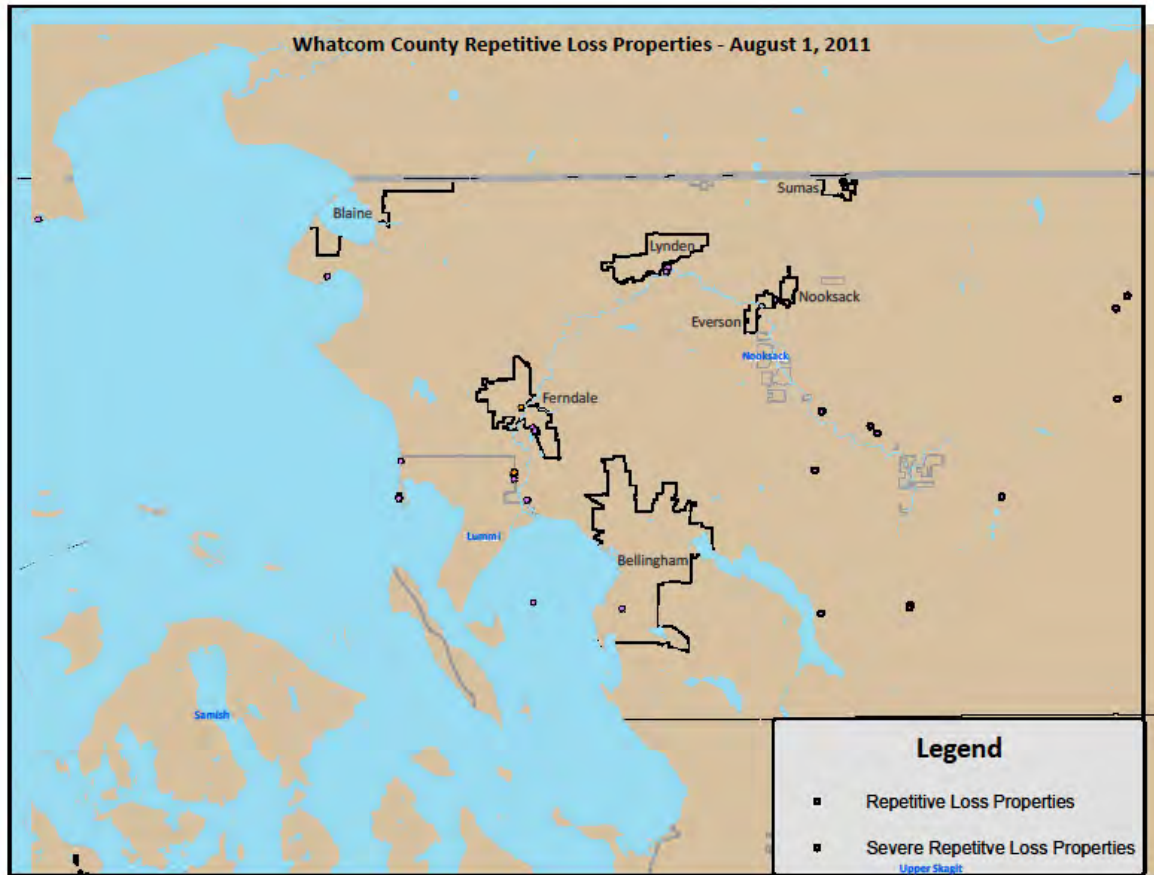 Whatcom County Repetitive Loss Properties - August 1, 2011
Sumas
Blaine
Lynden
Nooksack
Everson
Nooksack
Ferndale
Lummi
Bellingham
Samish
Legend
Repetitive Loss Properties
Severe Repetitve Loss Properties
Upper Skagit